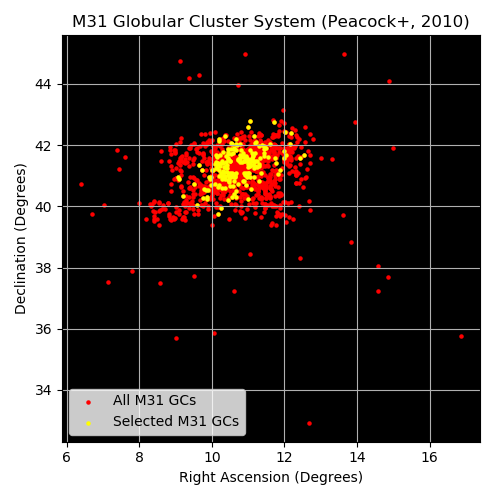 M31 Globular Cluster System (Peacock+, 2010)
44
42
40
38
36
34
Declination (Degrees)
All M31 GCs
Selected M31 GCs
6 8 10 12 14 16
Right Ascension (Degrees)